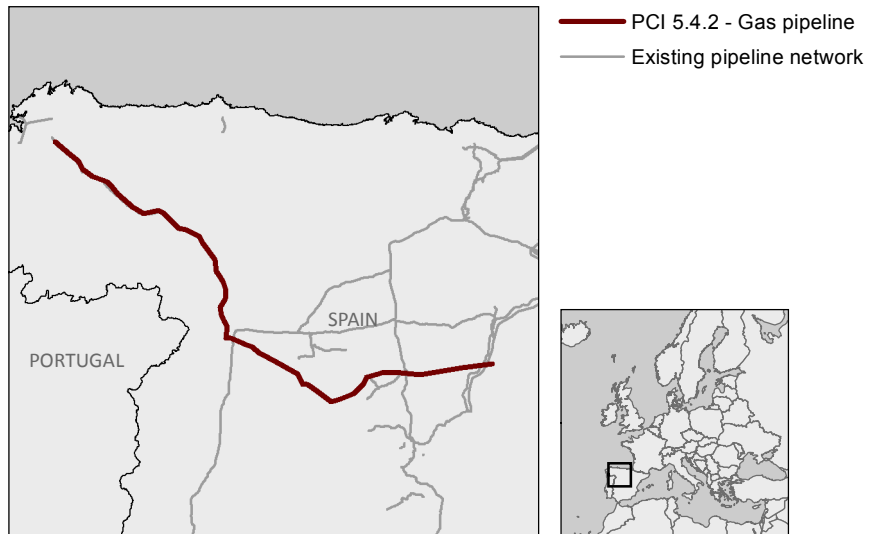 PCI 5.4.2 - Gas pipeline
Existing pipeline network
SPAIN
PORTUGAL